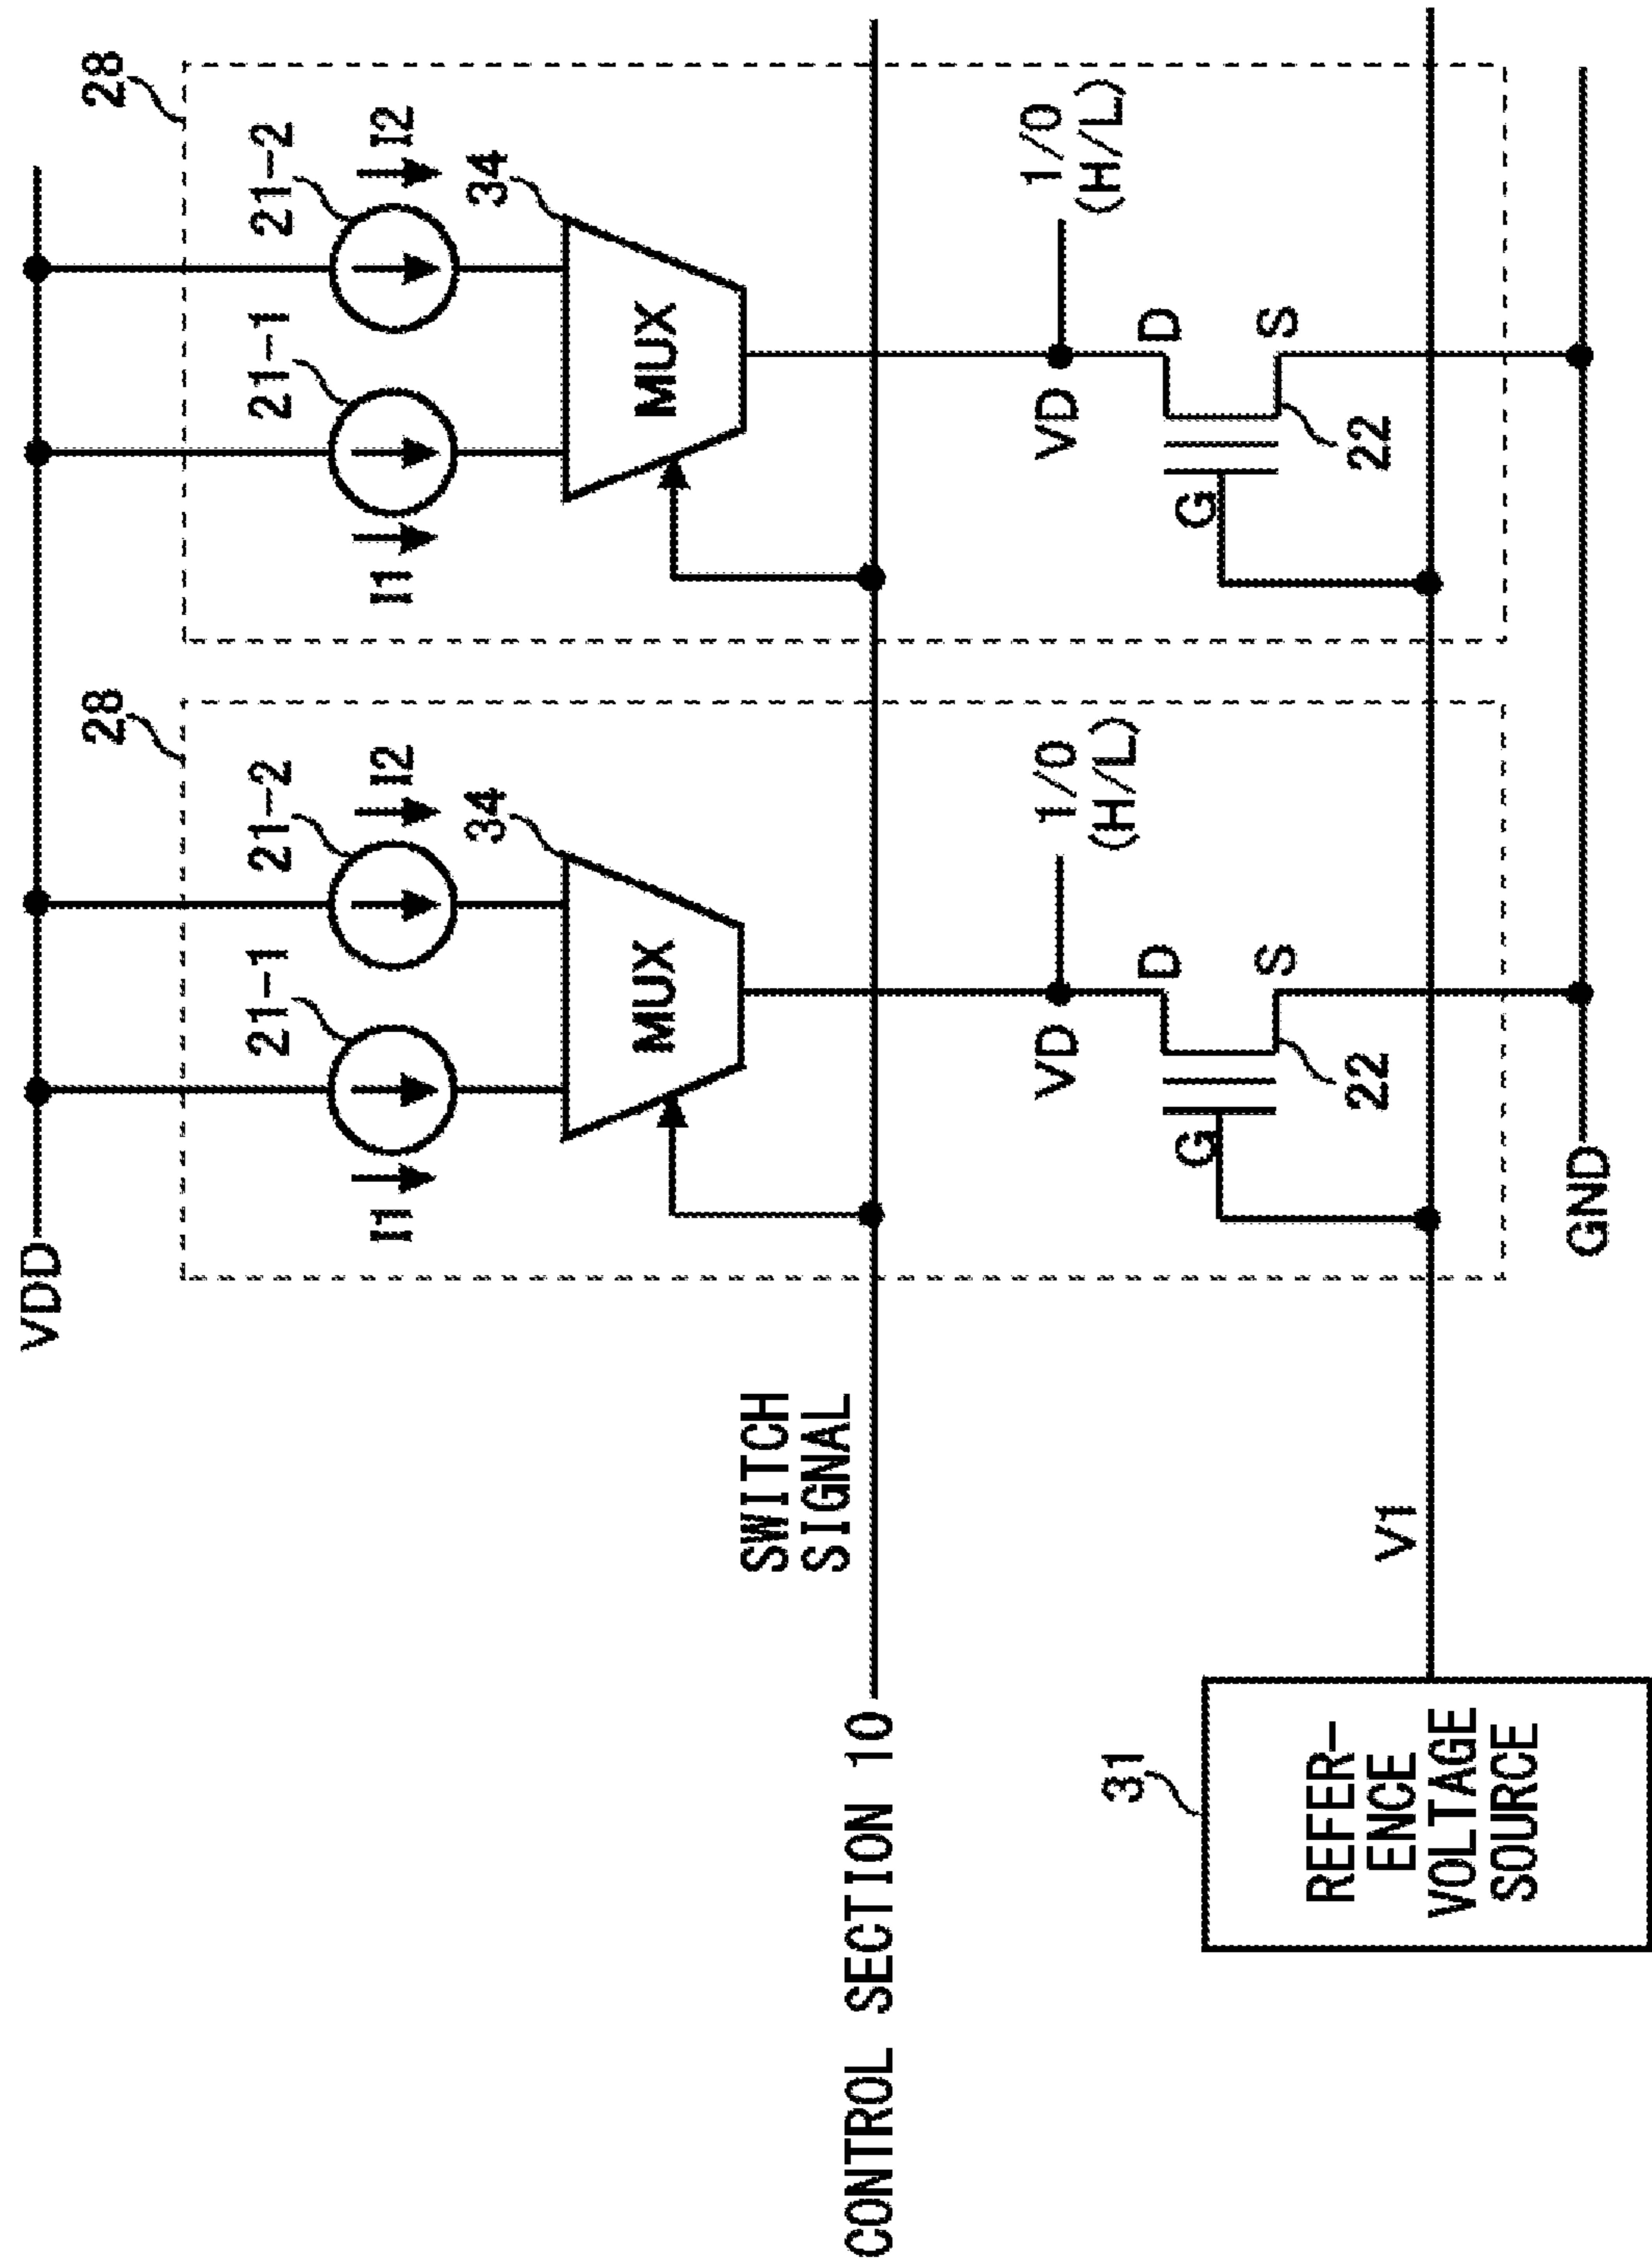 VDD
28
28
21-1
21-2
21-1
21-2
I1
I2
I1
I2
34
34
MUX
MUX
SWITCH
SIGNAL
CONTROL SECTION 10
VD
1/0
(H/L)
VD
1/0
(H/L)
31
D
D
G
G
S
S
22
22
REFER-
ENCE
VOLTAGE
SOURCE
V1
GND